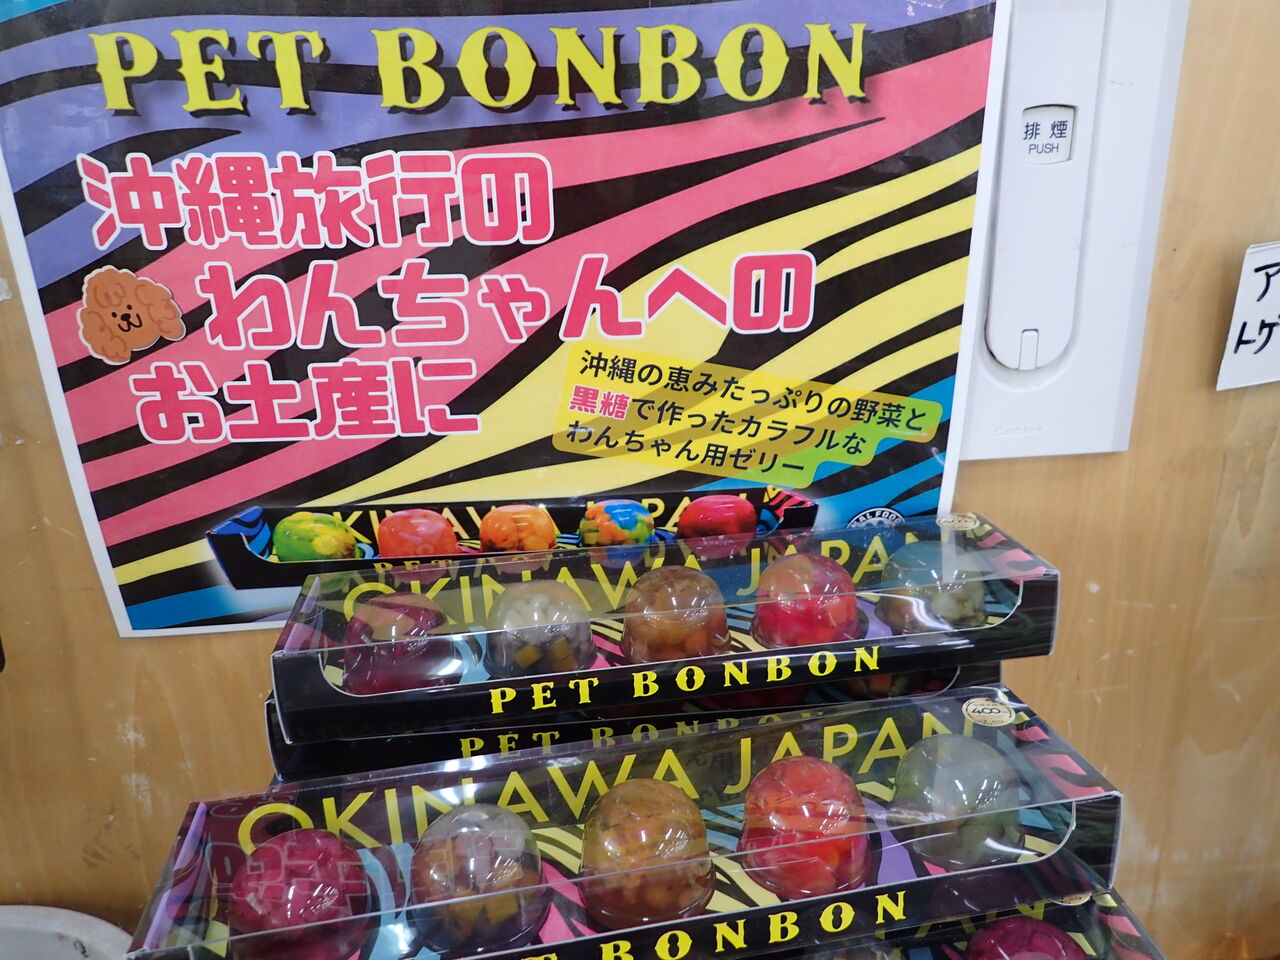 PET BONBON
沖縄旅行の
わんちゃんへの
お土産に
沖縄の恵みたっぷりの野菜と
黒糖で作ったカラフルな
わんちゃん用ゼリー
排煙
PUSH
OKINAWA JAPAN
PET BONBON
PET BONBON
OKINAWA JAPAN
400
PET BONBON